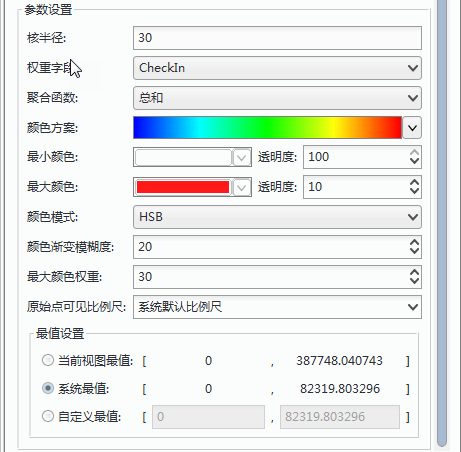 参数设置
核半径: 30
权重字段: CheckIn
聚合函数: 总和
颜色方案:
最小颜色: 透明度: 100
最大颜色: 透明度: 10
颜色模式: HSB
颜色渐变模糊度: 20
最大颜色权重: 30
原始点可见比例尺: 系统默认比例尺
最值设置
当前视图最值: [ 0 , 387748.040743 ]
系统最值: [ 0 , 82319.803296 ]
自定义最值: [ 0 , 82319.803296 ]